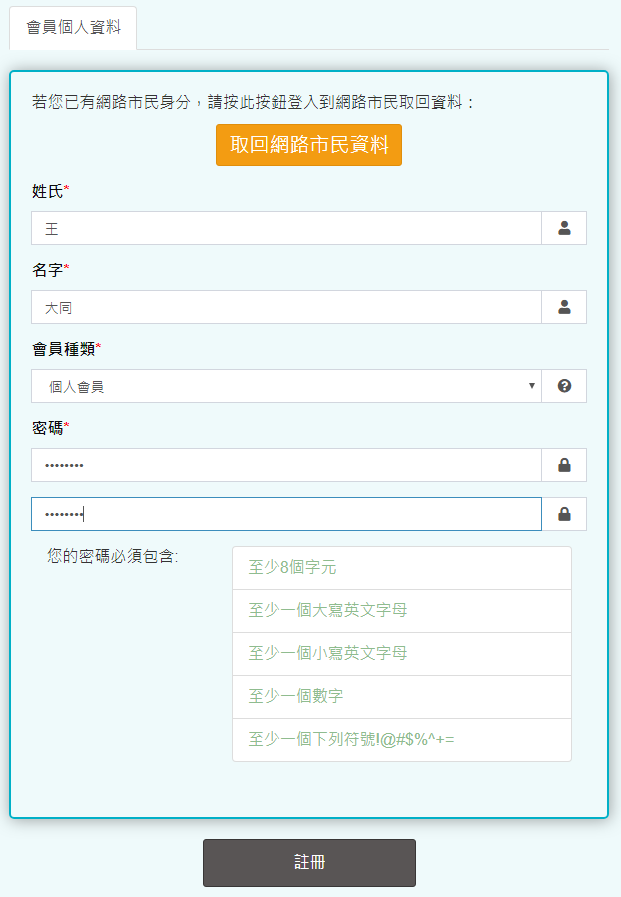 會員個人資料
若您已有網路市民身分，請按此按鈕登入到網路市民取回資料：
取回網路市民資料
姓氏*
王
名字*
大同
會員種類*
個人會員
密碼*
••••••••
••••••••
您的密碼必須包含:
至少8個字元
至少一個大寫英文字母
至少一個小寫英文字母
至少一個數字
至少一個下列符號!@#$%^+=
註冊